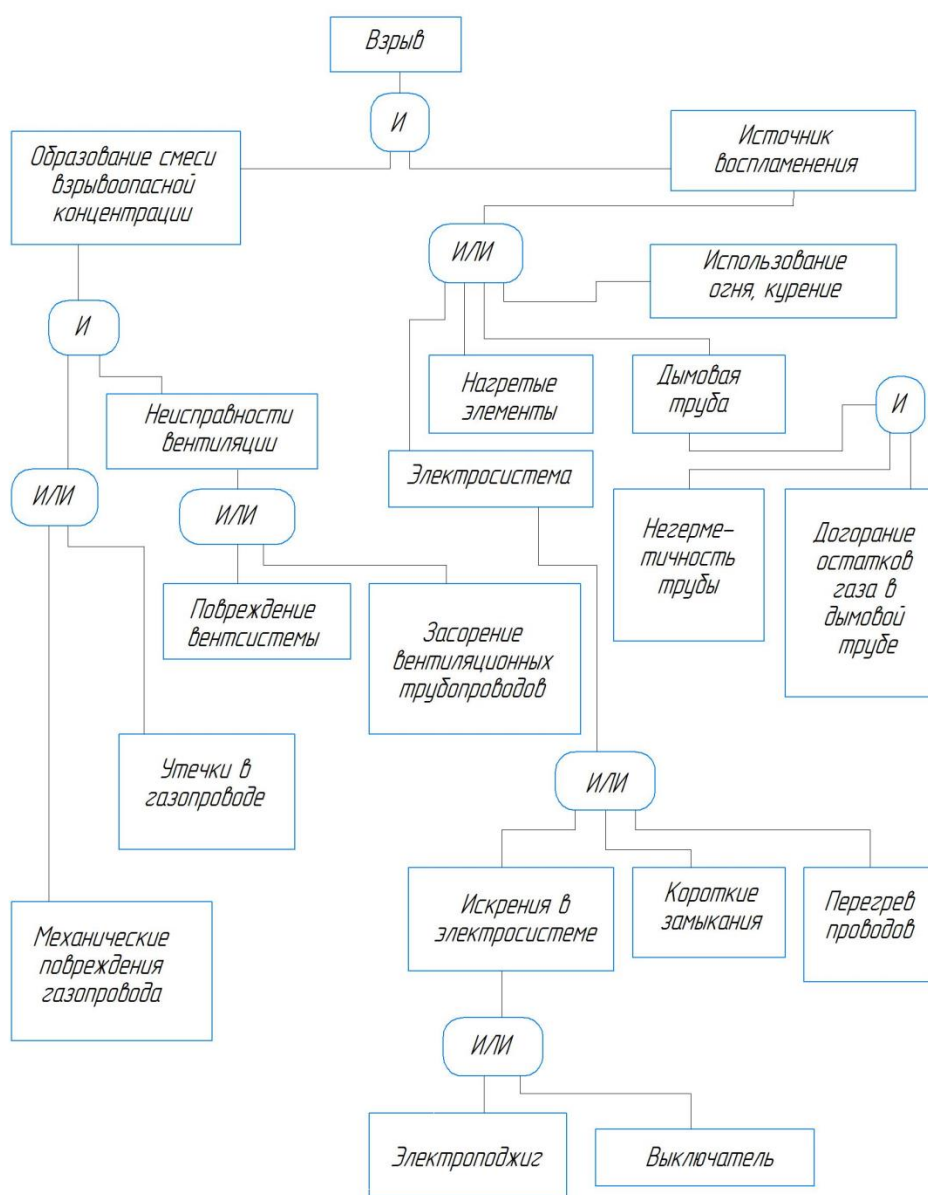 Взрыв
И
Образование смеси
взрывоопасной
концентрации
Источник
воспламенения
ИЛИ
Использование
огня, курение
И
Нагретые
элементы
Дымовая
труба
И
Неисправности
вентиляции
Электросистема
ИЛИ
ИЛИ
Негерме-
тичность
трубы
Догорание
остатков
газа в
дымовой
трубе
Повреждение
вентсистемы
Засорение
вентиляционных
трубопроводов
Утечки в
газопроводе
ИЛИ
Искрения в
электросистеме
Короткие
замыкания
Перегрев
проводов
Механические
повреждения
газопровода
ИЛИ
Электроподжиг
Выключатель